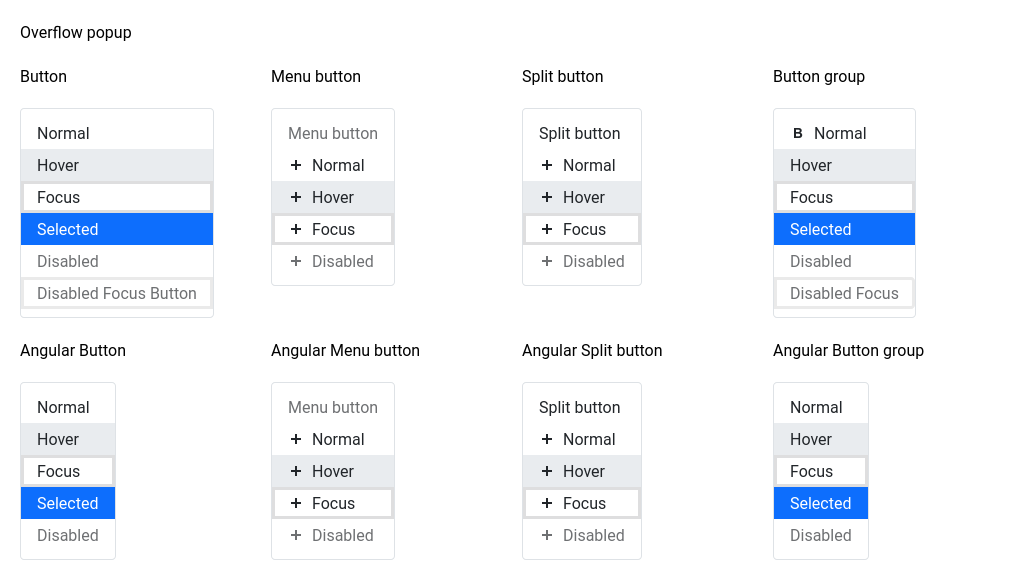 Overflow popup
Button
Normal
Hover
Focus
Selected
Disabled
Disabled Focus Button
Menu button
Menu button
Normal
Hover
Focus
Disabled
Split button
Split button
Normal
Hover
Focus
Disabled
Button group
B Normal
Hover
Focus
Selected
Disabled
Disabled Focus
Angular Button
Normal
Hover
Focus
Selected
Disabled
Angular Menu button
Menu button
Normal
Hover
Focus
Disabled
Angular Split button
Split button
Normal
Hover
Focus
Disabled
Angular Button group
Normal
Hover
Focus
Selected
Disabled